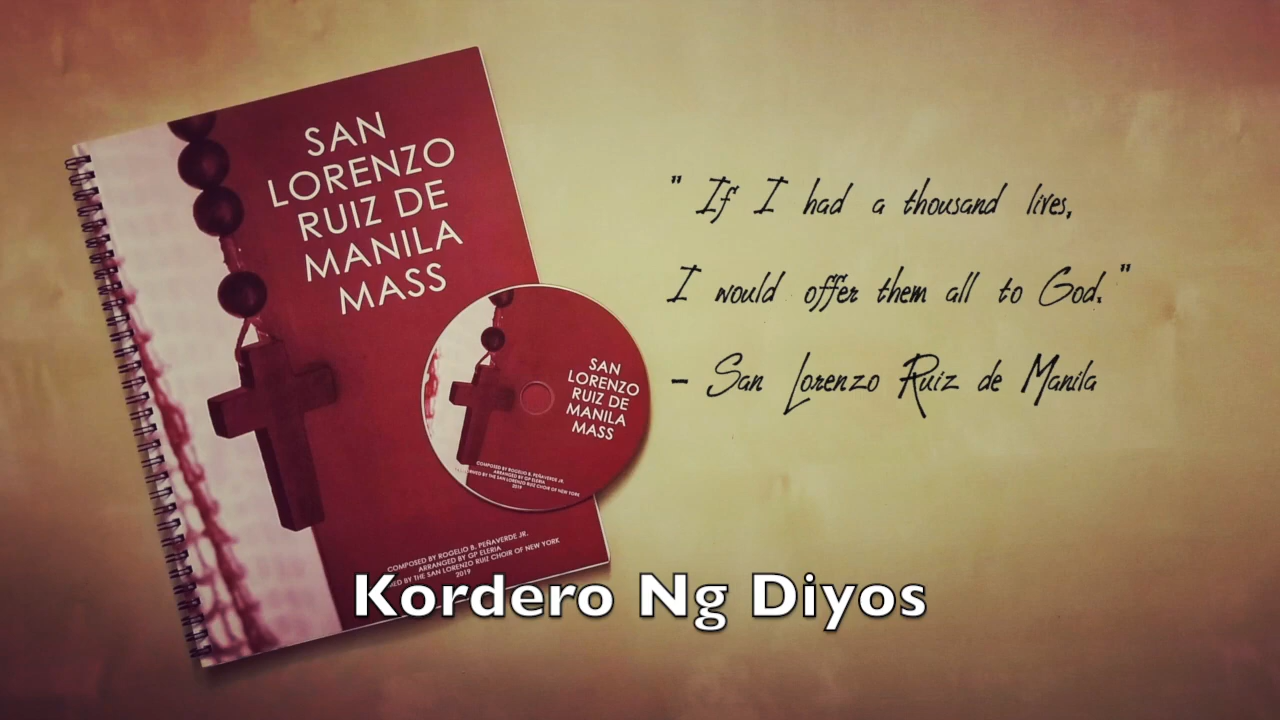 SAN
LORENZO
RUIZ DE
MANILA
MASS
COMPOSED BY ROGELIO B. PEÑAVERDE JR.
ARRANGED BY GP ELERIA
BY THE SAN LORENZO RUIZ CHOIR OF NEW YORK
2019
SAN
LORENZO
RUIZ DE
MANILA
MASS
COMPOSED BY ROGELIO B. PEÑAVERDE JR.
ARRANGED BY GP ELERIA
BY THE SAN LORENZO RUIZ CHOIR OF NEW YORK
2019
" If I had a thousand lives,
I would offer them all to God."
- San Lorenzo Ruiz de Manila
Kordero Ng Diyos